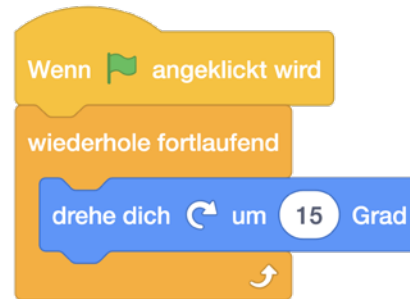 Wenn angeklickt wird
wiederhole fortlaufend
drehe dich um 15 Grad